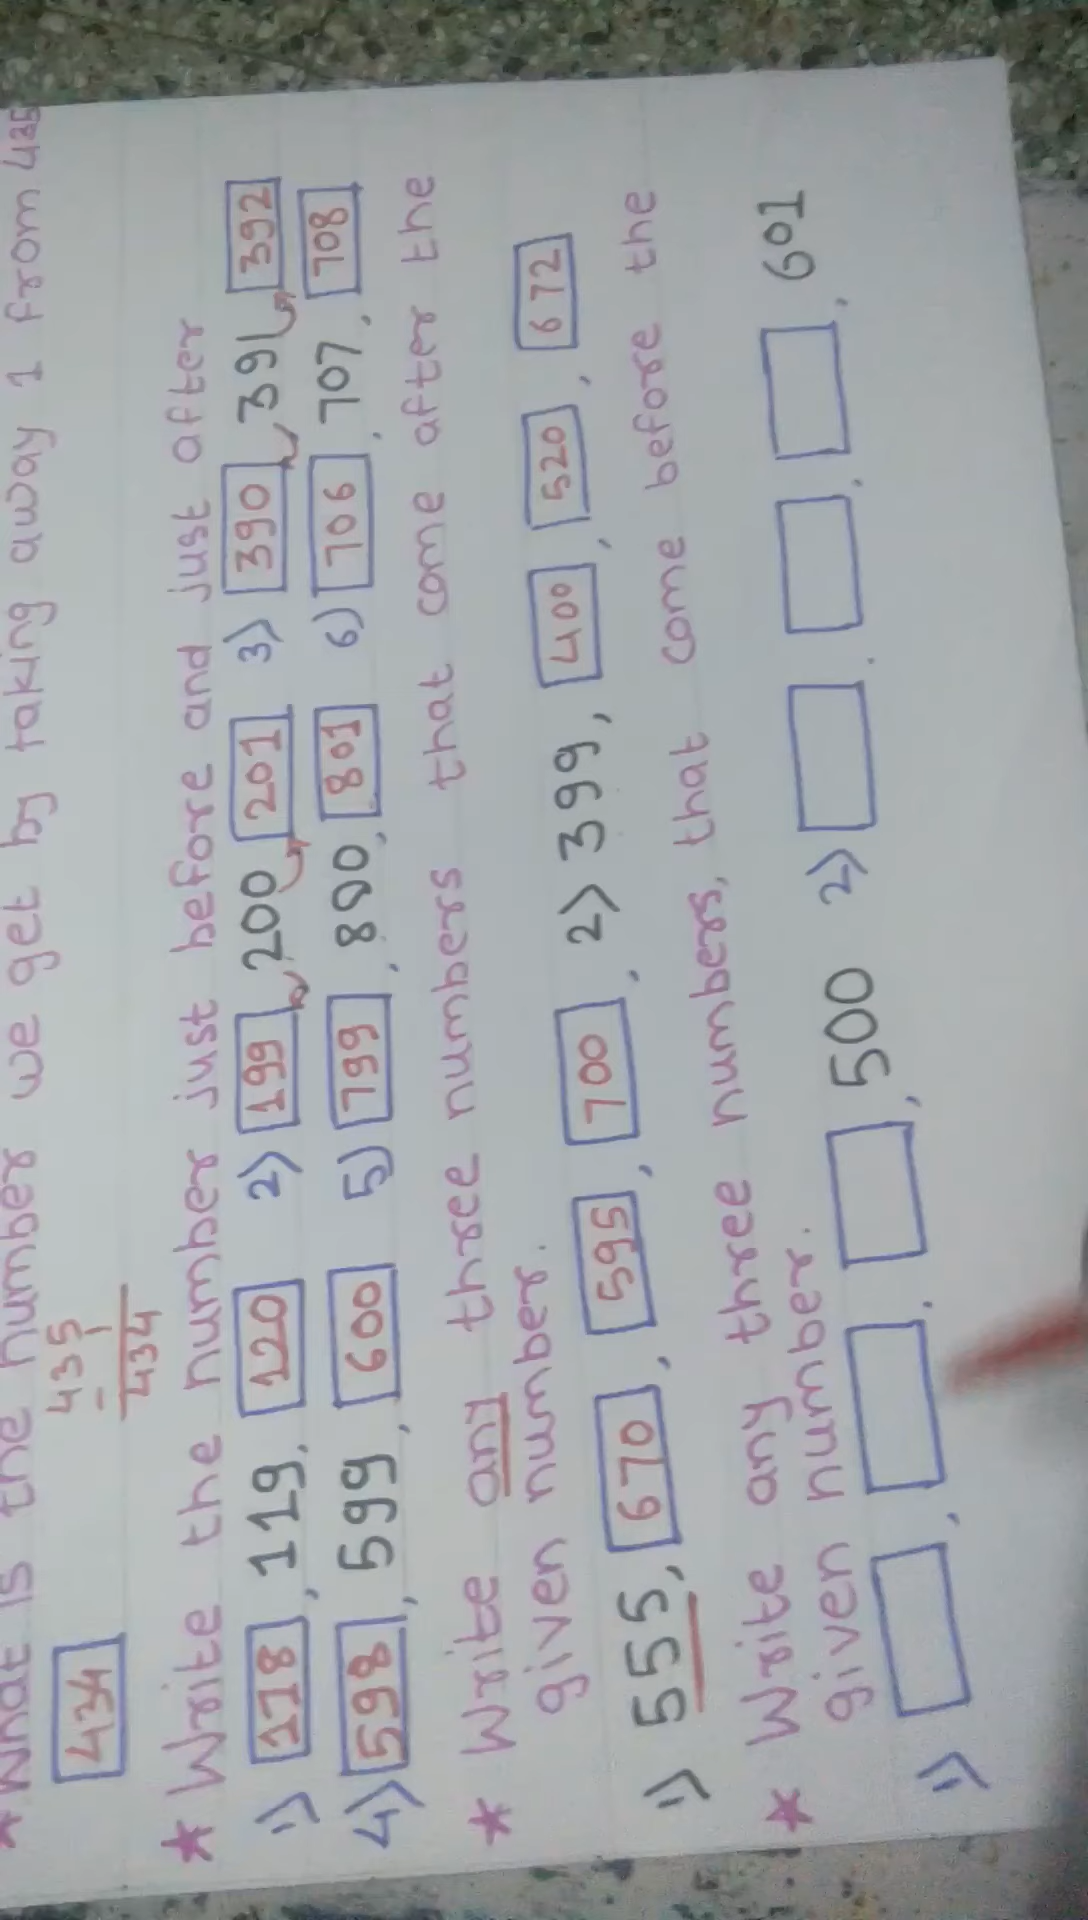 * What is the number we get by taking away 1 from 435
434
435
- 1
434
* Write the number just before and just after
1) 118, 119, 120 2) 199, 200, 201 3) 390, 391, 392
4) 598, 599, 600 5) 799, 800, 801 6) 706, 707, 708
* Write any three numbers that come after the
given number.
1) 555, 670, 595, 700, 2) 399, 400, 520, 672
* Write any three numbers, that come before the
given number.
1) , , , 500 2) , , , 601